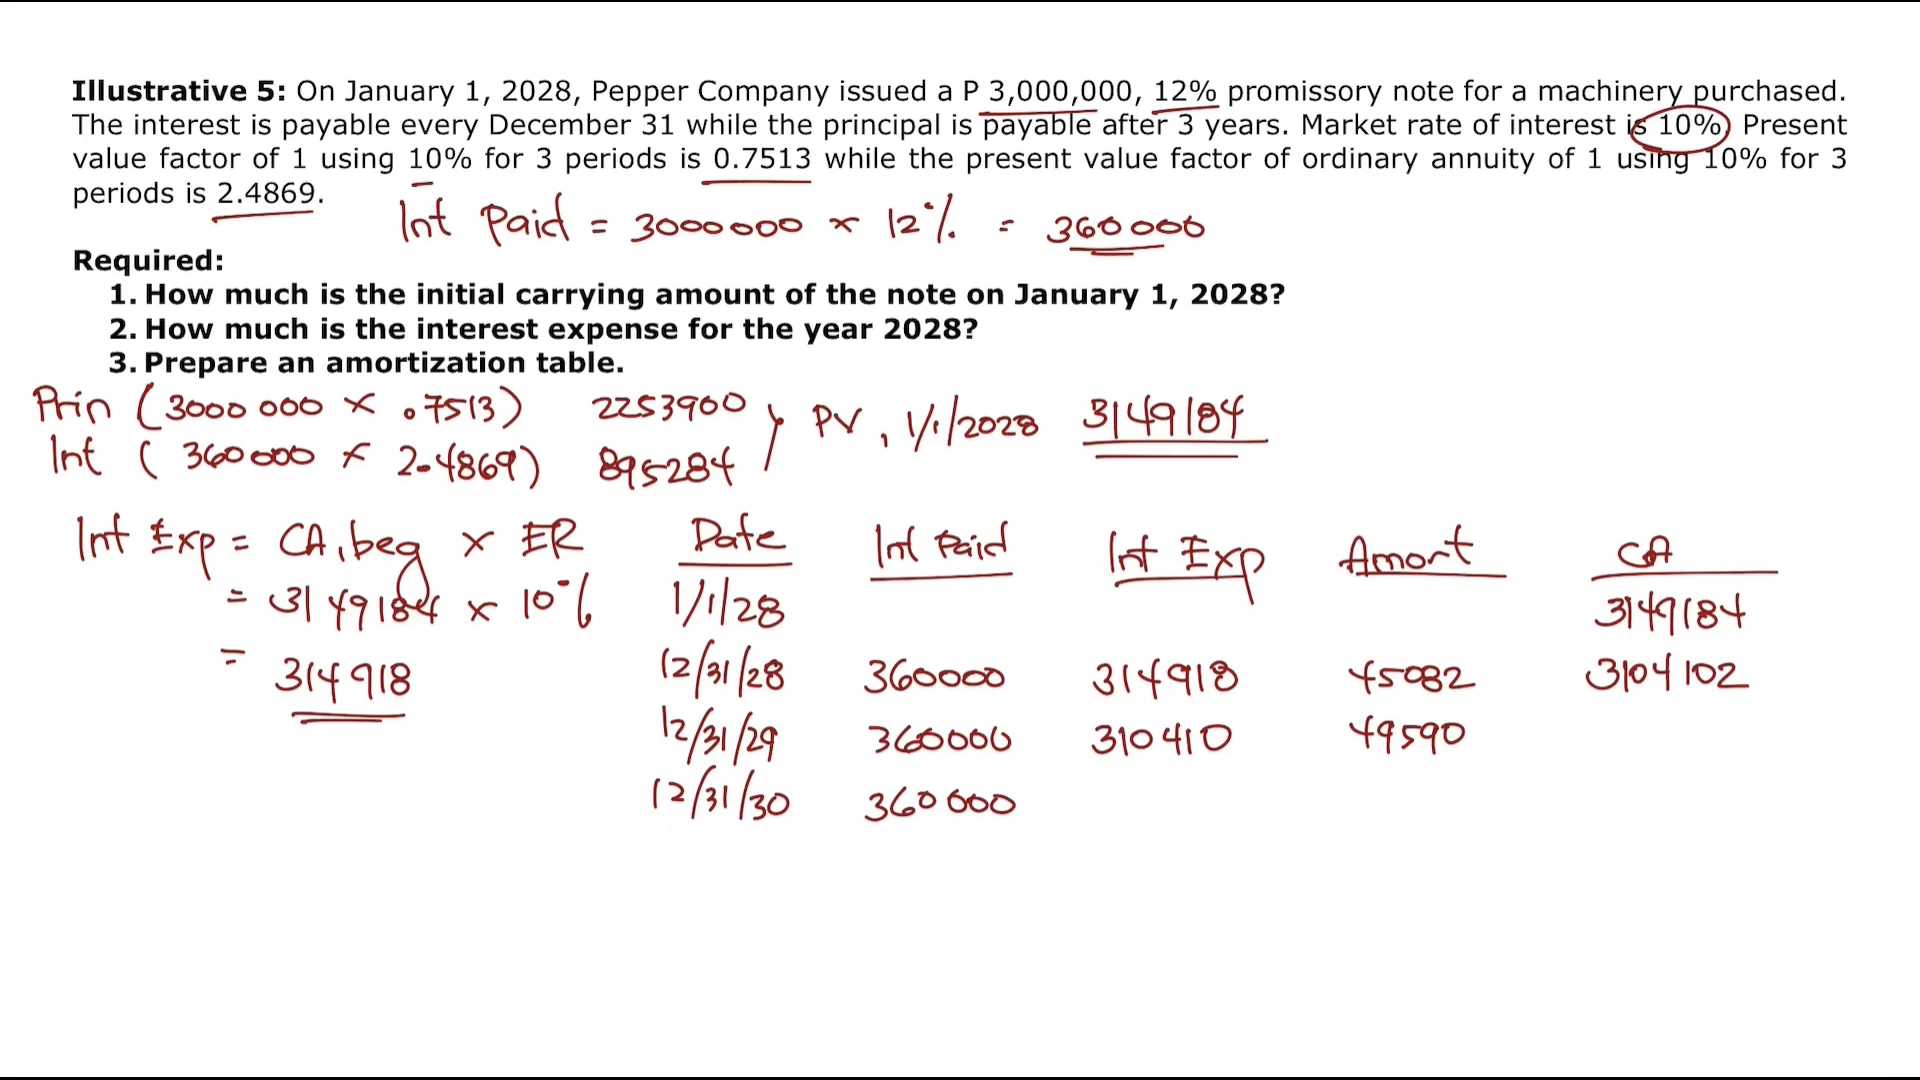 Illustrative 5: On January 1, 2028, Pepper Company issued a P 3,000,000, 12% promissory note for a machinery purchased.
The interest is payable every December 31 while the principal is payable after 3 years. Market rate of interest is 10%. Present
value factor of 1 using 10% for 3 periods is 0.7513 while the present value factor of ordinary annuity of 1 using 10% for 3
periods is 2.4869.
Int Paid = 3000000 x 12% = 360000
Required:
1. How much is the initial carrying amount of the note on January 1, 2028?
2. How much is the interest expense for the year 2028?
3. Prepare an amortization table.
Prin (3000 000 x .7513) 2253900
Int (360000 x 2.4869) 895284
PV, 1/1/2028 3149184
Int Exp = CA, beg x ER
= 3149184 x 10%
= 314918
Date Int Paid Int Exp Amort CA
1/1/28 3149184
12/31/28 360000 314918 45082 3104102
12/31/29 360000 310410 49590
12/31/30 360000